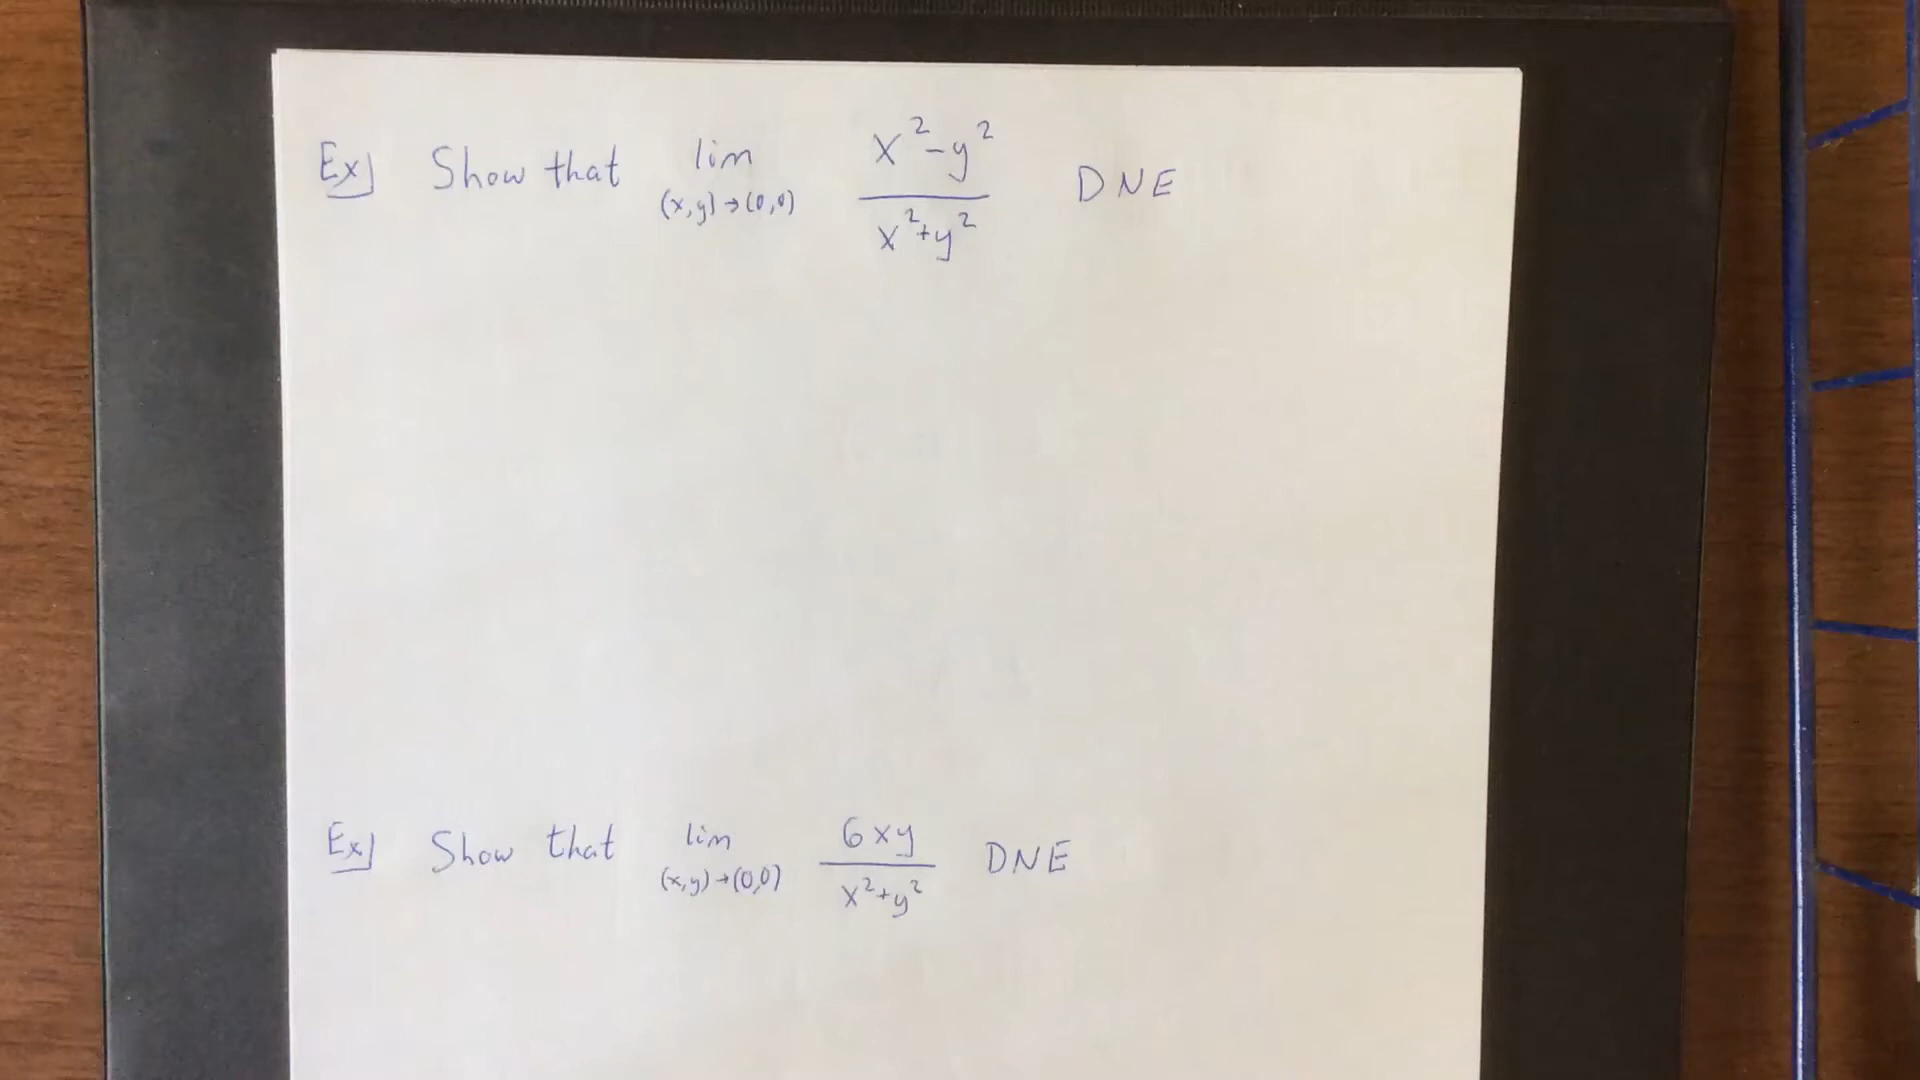 Ex] Show that lim (x,y)→(0,0) x²-y² / x²+y² DNE
Ex] Show that lim (x,y)→(0,0) 6xy / x²+y² DNE